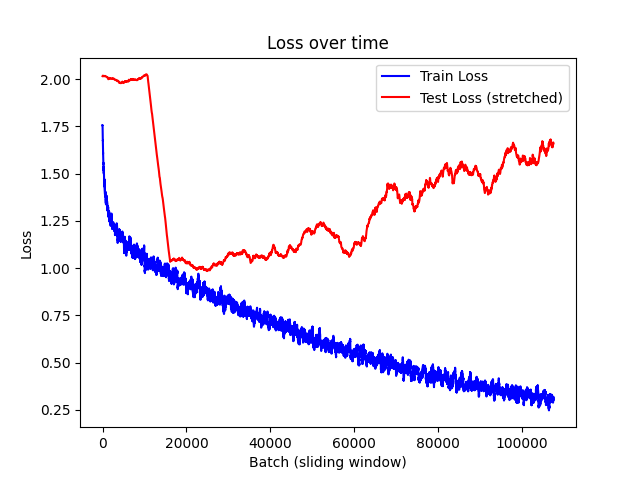 Loss over time
Train Loss
Test Loss (stretched)
Loss
2.00
1.75
1.50
1.25
1.00
0.75
0.50
0.25
0 20000 40000 60000 80000 100000
Batch (sliding window)